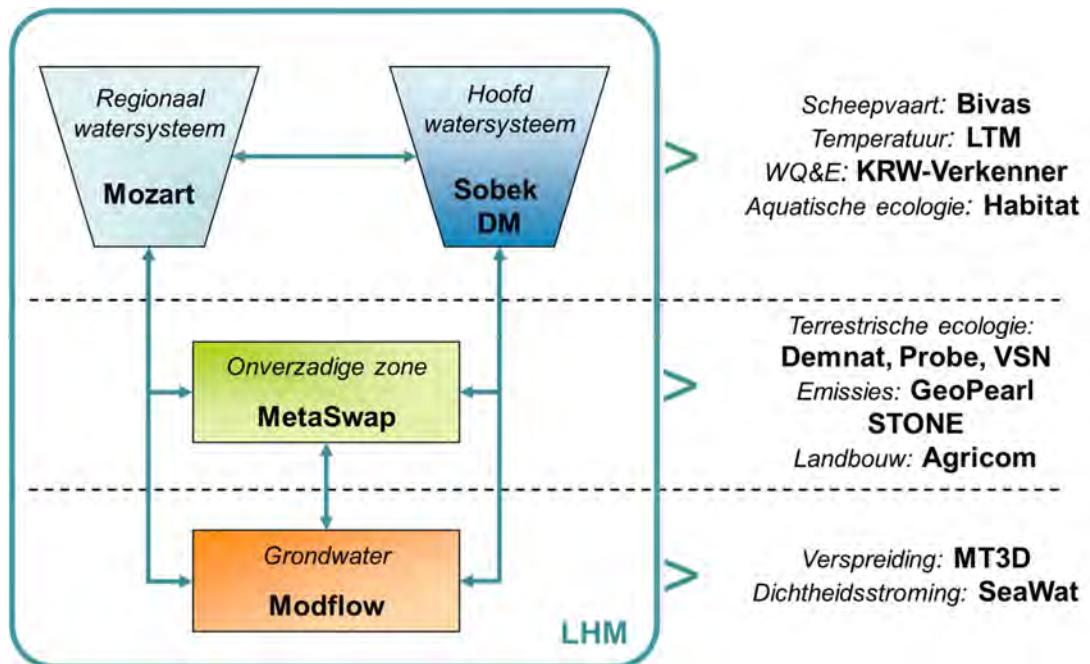 Regionaal
watersysteem
Mozart
Hoofd
watersysteem
Sobek
DM
Scheepvaart: Bivas
Temperatuur: LTM
WQ&E: KRW-Verkenner
Aquatische ecologie: Habitat
Onverzadige zone
MetaSwap
Terrestrische ecologie:
Demnat, Probe, VSN
Emissies: GeoPearl
STONE
Landbouw: Agricom
Grondwater
Modflow
LHM
Verspreiding: MT3D
Dichtheidsstroming: SeaWat